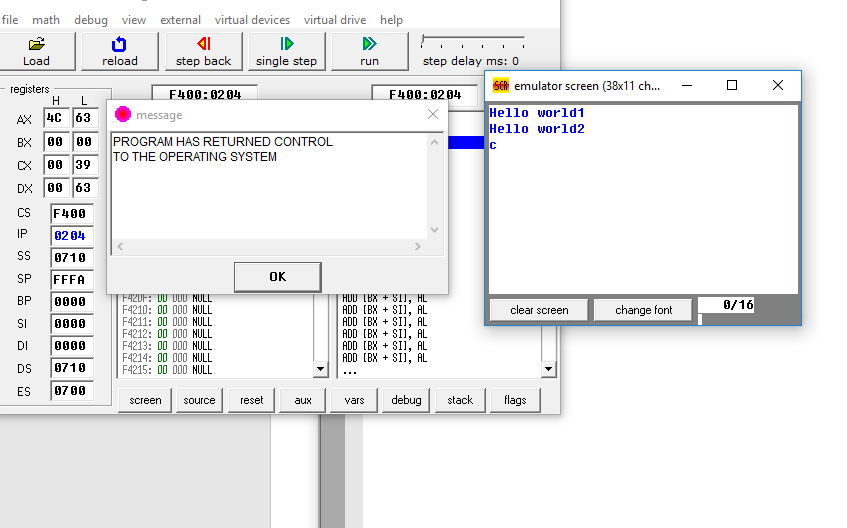 file math debug view external virtual devices virtual drive help
Load reload step back single step run step delay ms: 0
registers
F400:0204 F400:0204
H L
AX 4C 63
BX 00 00
CX 00 39
DX 00 63
CS F400
IP 0204
SS 0710
SP FFFA
BP 0000
SI 0000
DI 0000
DS 0710
ES 0700
message
PROGRAM HAS RETURNED CONTROL
TO THE OPERATING SYSTEM
OK
F420F: 00 000 NULL
F4210: 00 000 NULL
F4211: 00 000 NULL
F4212: 00 000 NULL
F4213: 00 000 NULL
F4214: 00 000 NULL
F4215: 00 000 NULL
ADD [BX + SI], AL
ADD [BX + SI], AL
ADD [BX + SI], AL
ADD [BX + SI], AL
ADD [BX + SI], AL
ADD [BX + SI], AL
...
screen source reset aux vars debug stack flags
SCR emulator screen (38x11 ch...
Hello world1
Hello world2
c
clear screen change font 0/16